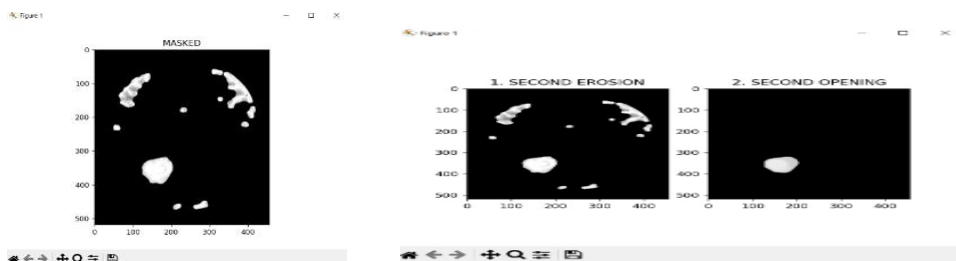 Figure 1
MASKED
0
100
200
300
400
500
0 100 200 300 400
Figure 1
1. SECOND EROSION 2. SECOND OPENING
0 0
100 100
200 200
300 300
400 400
500 500
0 100 200 300 400 0 100 200 300 400